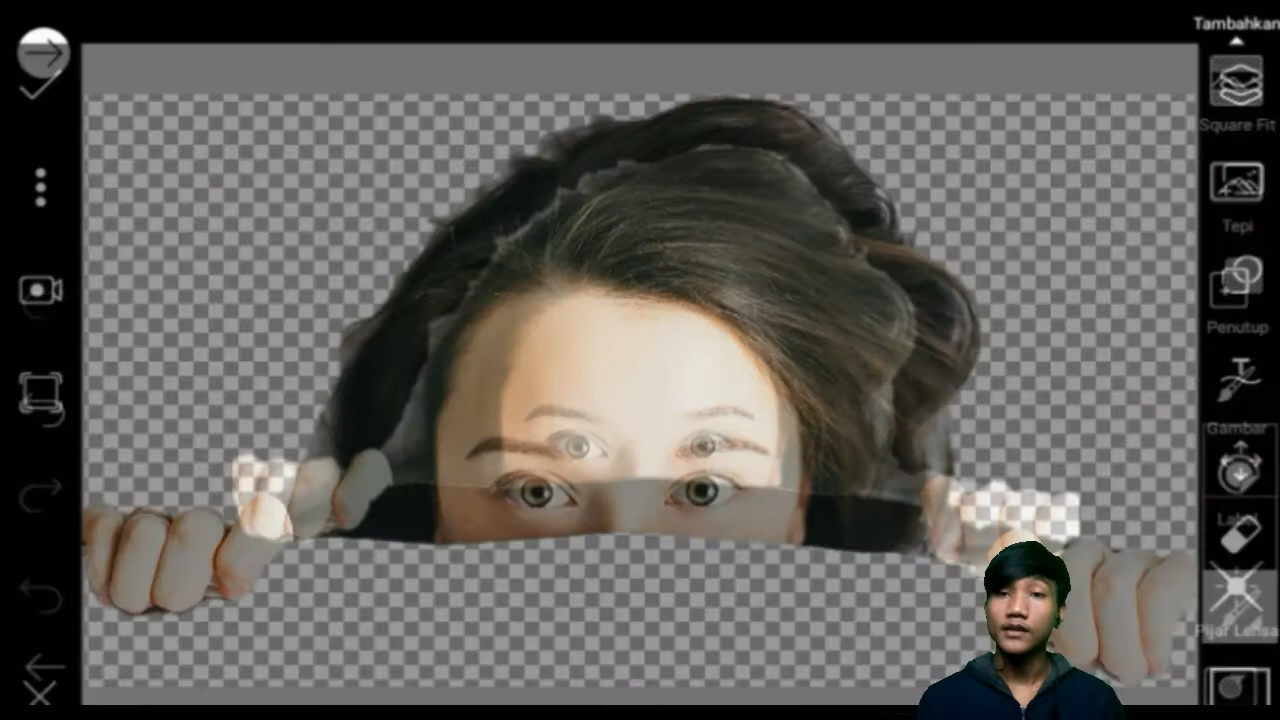 Tambahkan
Square Fit
Tepi
Penutup
Gambar
Label
Pijar Lensa